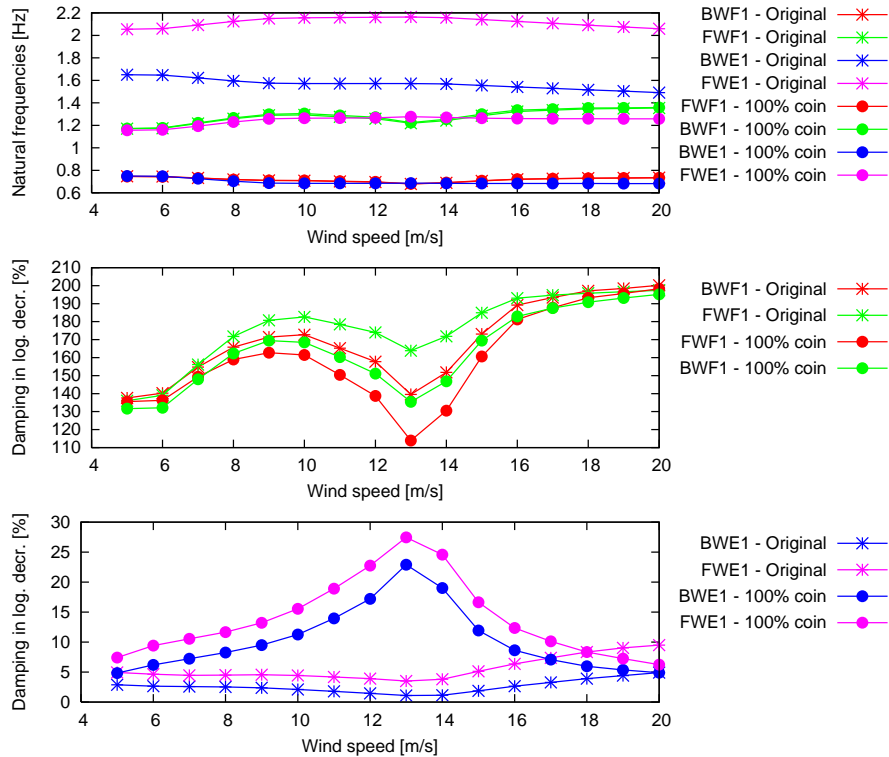 Natural frequencies [Hz]
2.2
2
1.8
1.6
1.4
1.2
1
0.8
0.6
4 6 8 10 12 14 16 18 20
Wind speed [m/s]
BWF1 - Original
FWF1 - Original
BWE1 - Original
FWE1 - Original
FWF1 - 100% coin
BWF1 - 100% coin
BWE1 - 100% coin
FWE1 - 100% coin
Damping in log. decr. [%]
210
200
190
180
170
160
150
140
130
120
110
4 6 8 10 12 14 16 18 20
Wind speed [m/s]
BWF1 - Original
FWF1 - Original
FWF1 - 100% coin
BWF1 - 100% coin
Damping in log. decr. [%]
30
25
20
15
10
5
0
4 6 8 10 12 14 16 18 20
Wind speed [m/s]
BWE1 - Original
FWE1 - Original
BWE1 - 100% coin
FWE1 - 100% coin